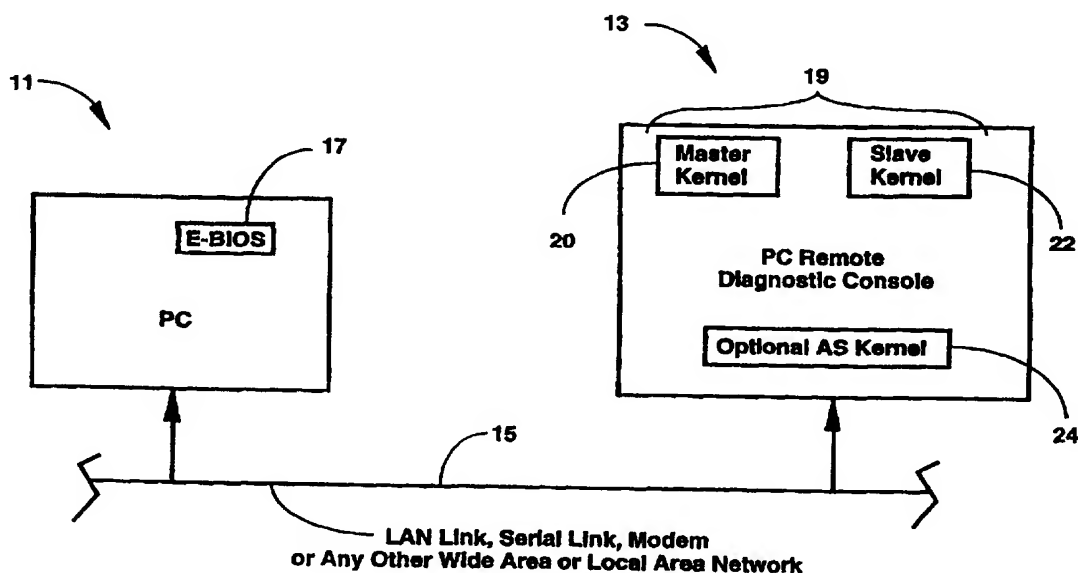 13
11
19
17
Master
Kernel
Slave
Kernel
E-BIOS
20
22
PC Remote
Diagnostic Console
PC
Optional AS Kernel
15
24
LAN Link, Serial Link, Modem
or Any Other Wide Area or Local Area Network